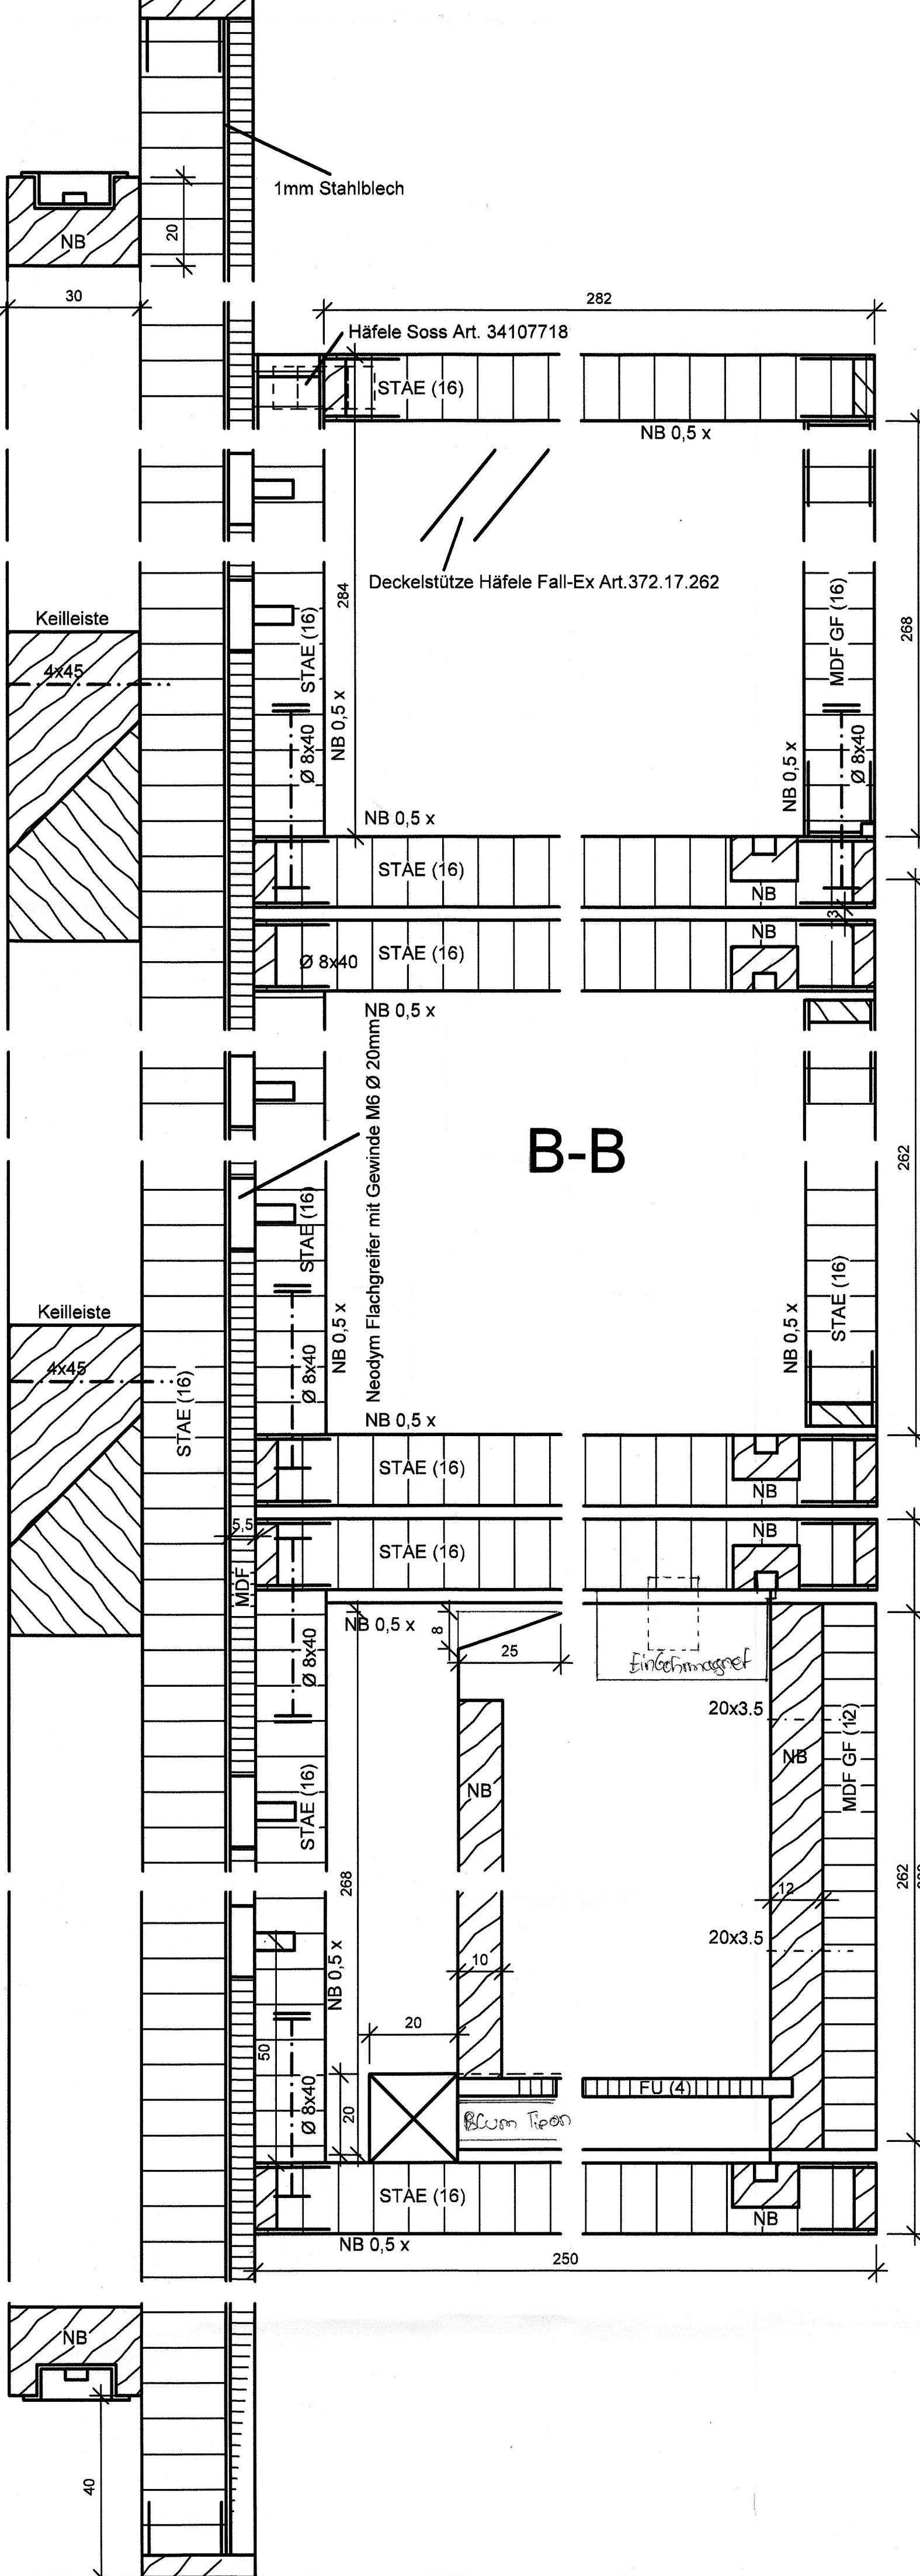 1mm Stahlblech
NB
20
30
282
Häfele Soss Art. 34107718
STAE (16)
NB 0,5 x
Deckelstütze Häfele Fall-Ex Art.372.17.262
284
STAE (16)
NB 0,5 x
Ø 8x40
MDF GF (16)
268
NB 0,5 x
Ø 8x40
Keilleiste
4x45
NB 0,5 x
STAE (16)
NB
3
NB
STAE (16)
Ø 8x40
NB 0,5 x
Neodym Flachgreifer mit Gewinde M6 Ø 20mm
B-B
262
STAE (16)
NB 0,5 x
Ø 8x40
STAE (16)
NB 0,5 x
Keilleiste
4x45
STAE (16)
NB 0,5 x
STAE (16)
NB
5,5
MDF
STAE (16)
NB
NB 0,5 x
8
25
Ø 8x40
20x3.5
NB
NB
MDF GF (12)
STAE (16)
268
262
12
20x3.5
NB 0,5 x
10
20
50
Ø 8x40
20
FU (4)
Blum Tipon
STAE (16)
NB
NB 0,5 x
250
NB
40